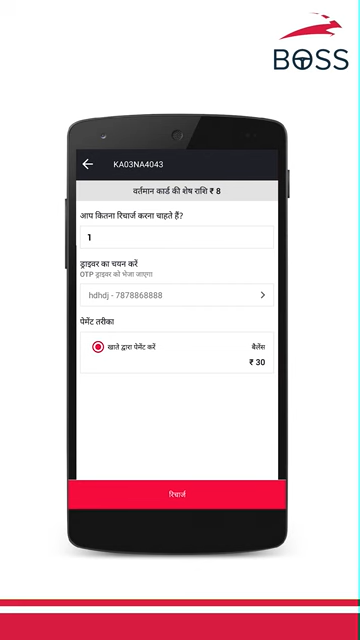 BOSS
KA03NA4043
वर्तमान कार्ड की शेष राशि ₹ 8
आप कितना रिचार्ज करना चाहते हैं?
1
ड्राइवर का चयन करें
OTP ड्राइवर को भेजा जाएगा
hdhdj - 7878868888
पेमेंट तरीका
खाते द्वारा पेमेंट करें
बैलेंस
₹ 30
रिचार्ज